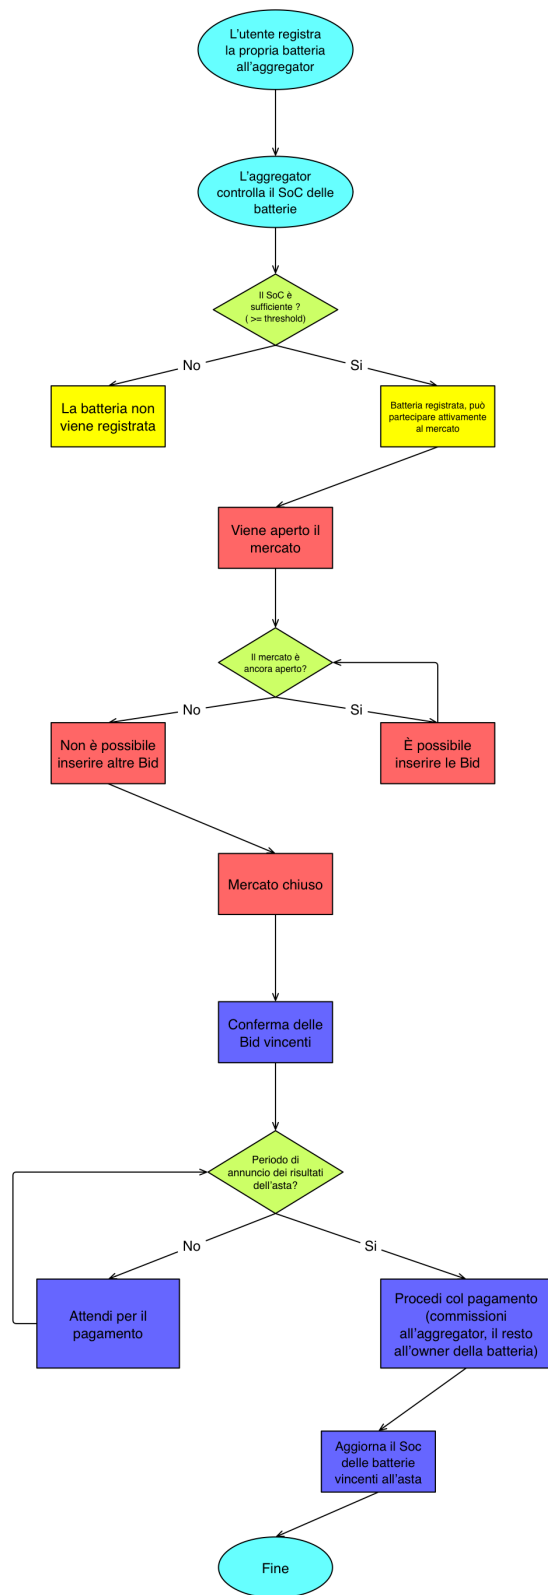 L'utente registra
la propria batteria
all'aggregator
L'aggregator
controlla il SoC delle
batterie
Il SoC è
sufficiente ?
( >= threshold)
No
Si
La batteria non
viene registrata
Batteria registrata, può
partecipare attivamente
al mercato
Viene aperto il
mercato
Il mercato è
ancora aperto?
No
Si
Non è possibile
inserire altre Bid
È possibile
inserire le Bid
Mercato chiuso
Conferma delle
Bid vincenti
Periodo di
annuncio dei risultati
dell'asta?
No
Si
Attendi per il
pagamento
Procedi col pagamento
(commissioni
all'aggregator, il resto
all'owner della batteria)
Aggiorna il Soc
delle batterie
vincenti all'asta
Fine